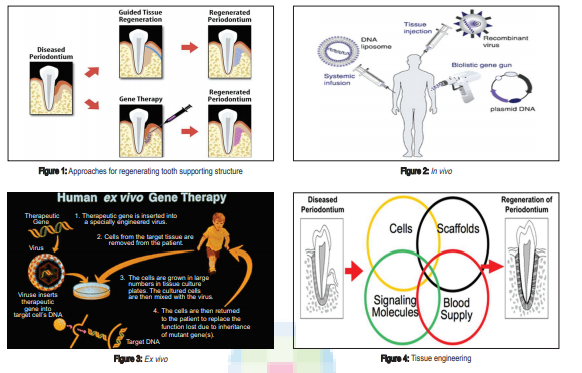 Guided Tissue
Regeneration
Regenerated
Periodontium
Diseased
Periodontium
Gene Therapy
Regenerated
Periodontium
Figure 1: Approaches for regenerating tooth supporting structure
Tissue
injection
DNA
liposome
Recombinant
virus
Systemic
infusion
Biolistic gene gun
plasmid DNA
Figure 2: In vivo
Human ex vivo Gene Therapy
Therapeutic
Gene
1. Therapeutic gene is inserted into
a specially engineered virus.
2. Cells from the target tissue are
removed from the patient.
Virus
3. The cells are grown in large
numbers in tissue culture
plates. The cultured cells
are then mixed with the virus.
Viruse inserts
therapeutic
gene into
target cell's DNA
4. The cells are then returned
to the patient to replace the
function lost due to inheritance
of mutant gene(s).
Target DNA
Figure 3: Ex vivo
Diseased
Periodontium
Regeneration of
Periodontium
Cells
Scaffolds
Signaling
Molecules
Blood
Supply
Figure 4: Tissue engineering